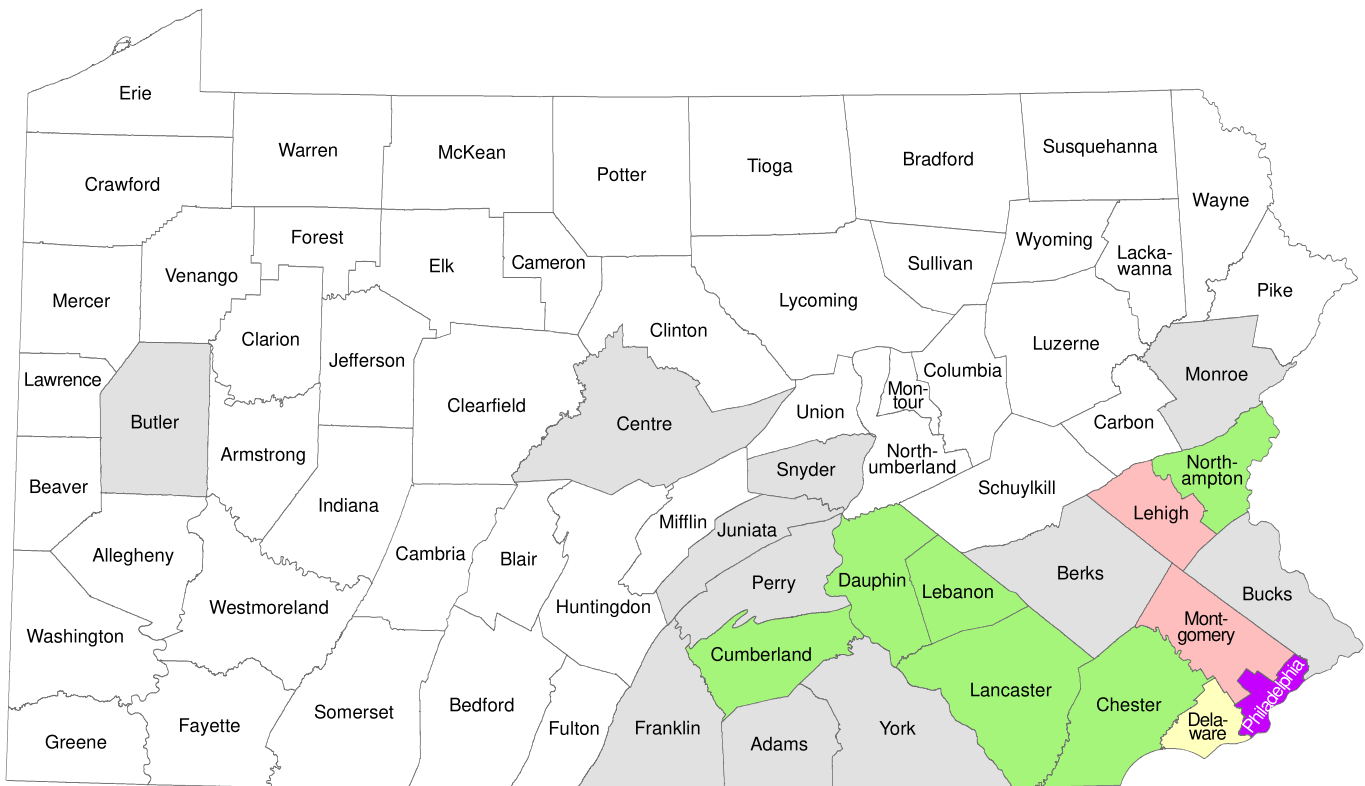 Erie
Warren
McKean
Potter
Tioga
Bradford
Susquehanna
Wayne
Crawford
Forest
Elk
Cameron
Sullivan
Wyoming
Lacka-
wanna
Pike
Venango
Mercer
Clarion
Jefferson
Clinton
Lycoming
Luzerne
Monroe
Lawrence
Butler
Clearfield
Centre
Union
Mon-
tour
Columbia
Carbon
Armstrong
Snyder
North-
umberland
Schuylkill
North-
ampton
Beaver
Indiana
Mifflin
Juniata
Lehigh
Allegheny
Cambria
Blair
Huntingdon
Perry
Dauphin
Lebanon
Berks
Bucks
Westmoreland
Washington
Cumberland
Mont-
gomery
Philadelphia
Lancaster
Chester
Dela-
ware
Greene
Fayette
Somerset
Bedford
Fulton
Franklin
Adams
York